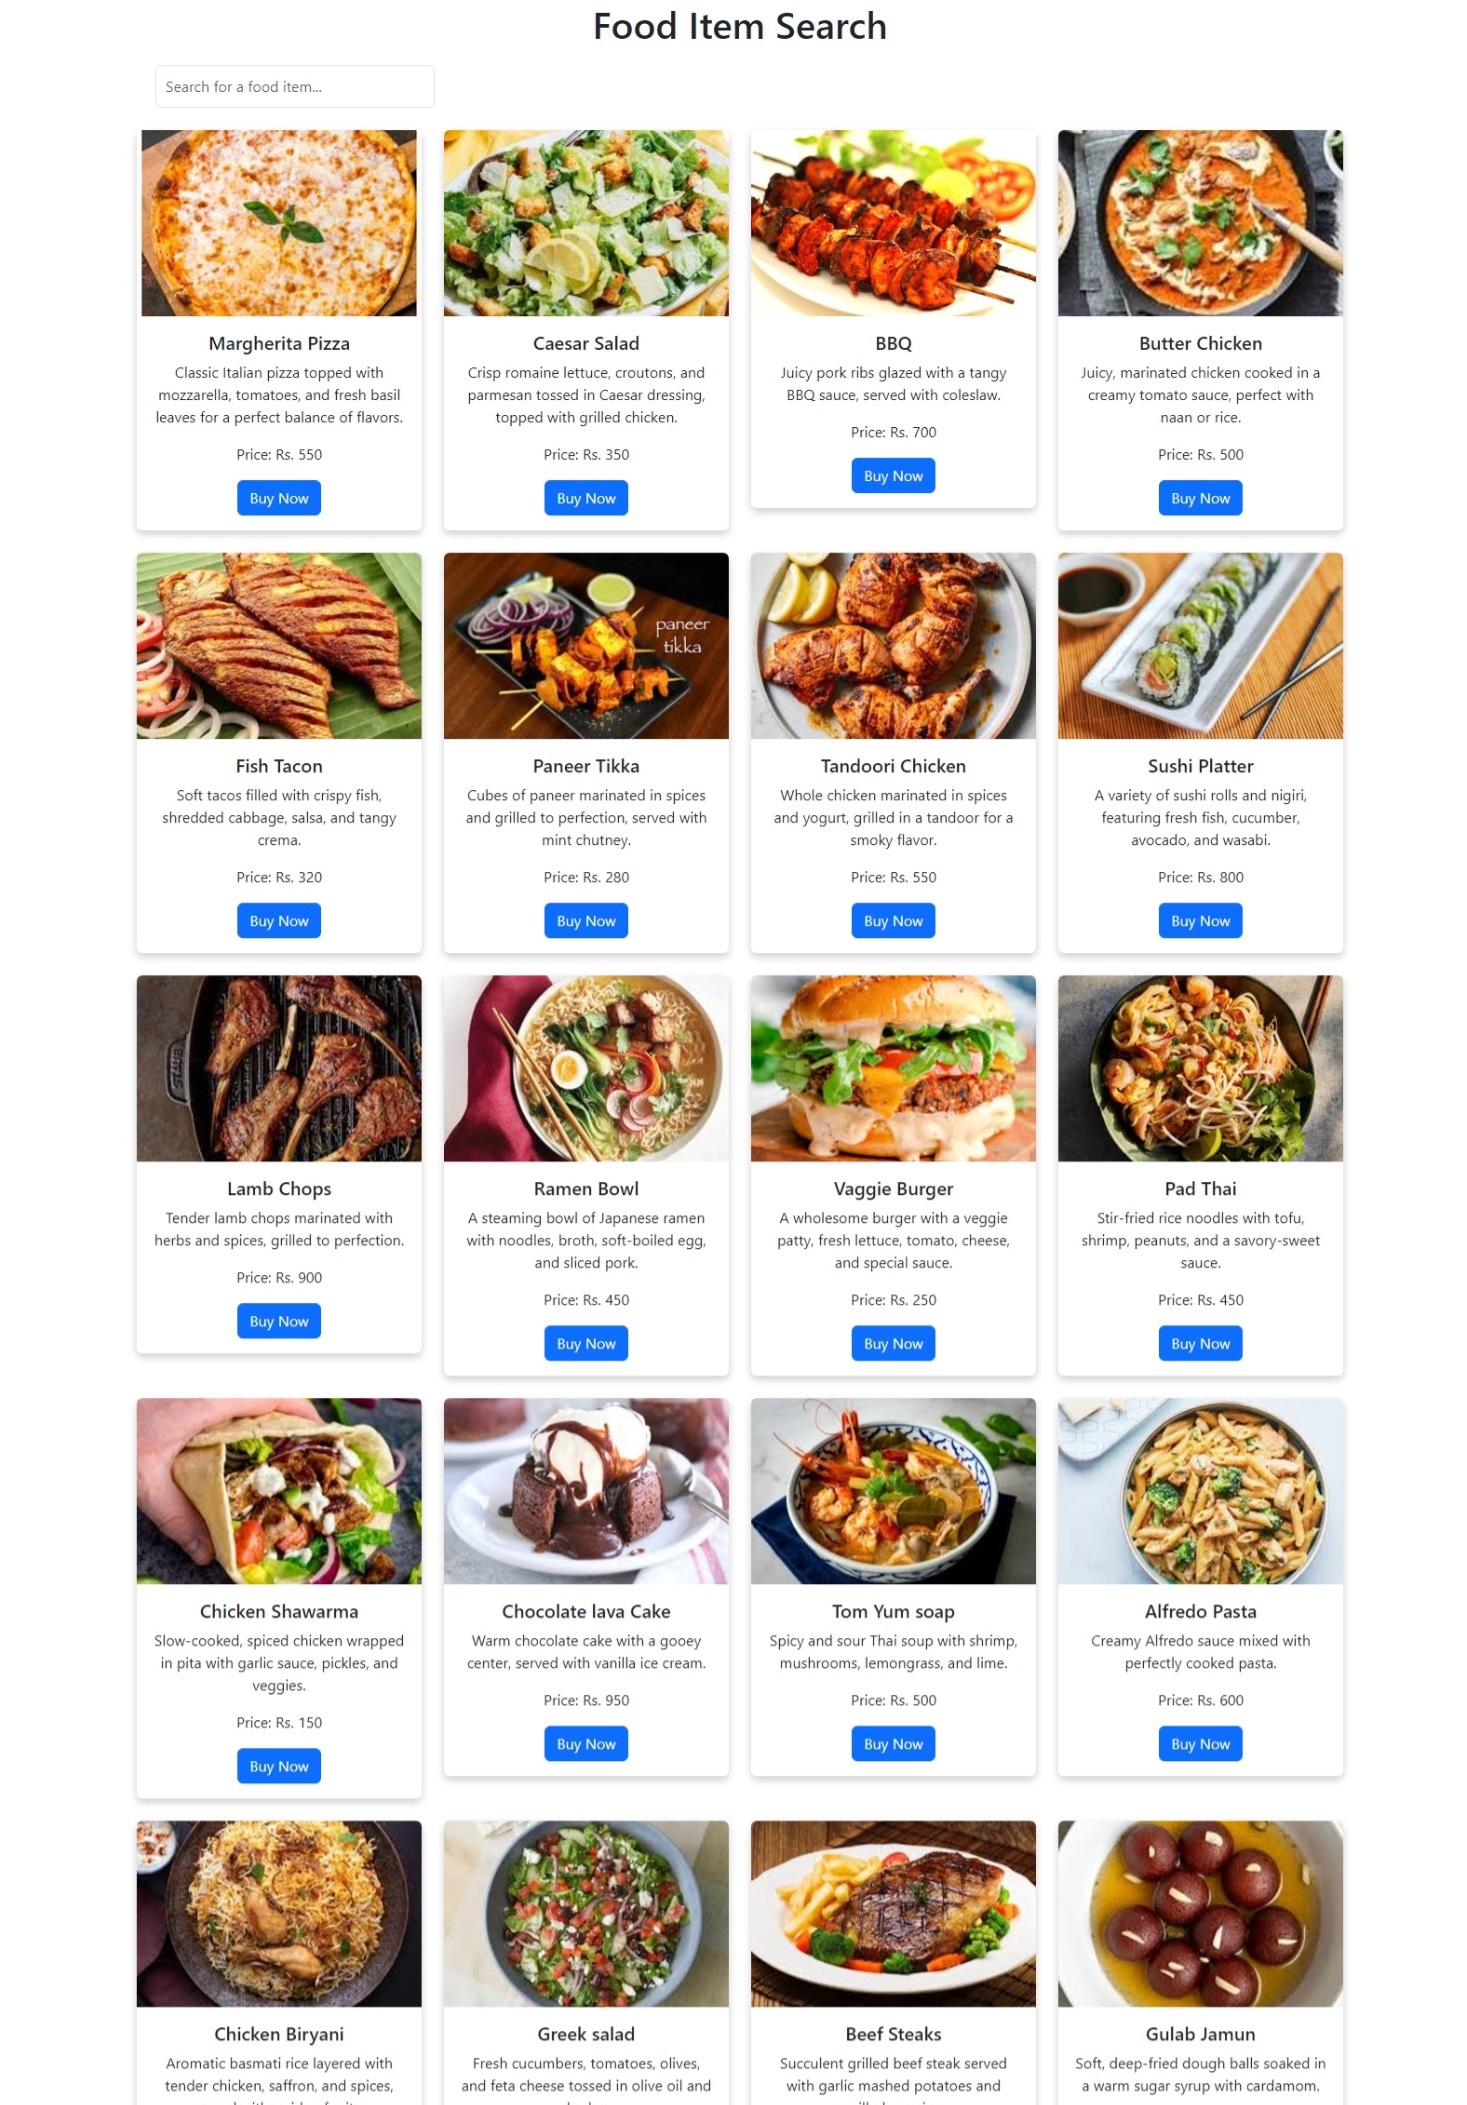 Food Item Search
Search for a food item...
Margherita Pizza
Classic Italian pizza topped with
mozzarella, tomatoes, and fresh basil
leaves for a perfect balance of flavors.
Price: Rs. 550
Buy Now
Caesar Salad
Crisp romaine lettuce, croutons, and
parmesan tossed in Caesar dressing,
topped with grilled chicken.
Price: Rs. 350
Buy Now
BBQ
Juicy pork ribs glazed with a tangy
BBQ sauce, served with coleslaw.
Price: Rs. 700
Buy Now
Butter Chicken
Juicy, marinated chicken cooked in a
creamy tomato sauce, perfect with
naan or rice.
Price: Rs. 500
Buy Now
Fish Tacon
Soft tacos filled with crispy fish,
shredded cabbage, salsa, and tangy
crema.
Price: Rs. 320
Buy Now
paneer
tikka
Paneer Tikka
Cubes of paneer marinated in spices
and grilled to perfection, served with
mint chutney.
Price: Rs. 280
Buy Now
Tandoori Chicken
Whole chicken marinated in spices
and yogurt, grilled in a tandoor for a
smoky flavor.
Price: Rs. 550
Buy Now
Sushi Platter
A variety of sushi rolls and nigiri,
featuring fresh fish, cucumber,
avocado, and wasabi.
Price: Rs. 800
Buy Now
STAUB
Lamb Chops
Tender lamb chops marinated with
herbs and spices, grilled to perfection.
Price: Rs. 900
Buy Now
Ramen Bowl
A steaming bowl of Japanese ramen
with noodles, broth, soft-boiled egg,
and sliced pork.
Price: Rs. 450
Buy Now
Vaggie Burger
A wholesome burger with a veggie
patty, fresh lettuce, tomato, cheese,
and special sauce.
Price: Rs. 250
Buy Now
Pad Thai
Stir-fried rice noodles with tofu,
shrimp, peanuts, and a savory-sweet
sauce.
Price: Rs. 450
Buy Now
Chicken Shawarma
Slow-cooked, spiced chicken wrapped
in pita with garlic sauce, pickles, and
veggies.
Price: Rs. 150
Buy Now
Chocolate lava Cake
Warm chocolate cake with a gooey
center, served with vanilla ice cream.
Price: Rs. 950
Buy Now
Tom Yum soap
Spicy and sour Thai soup with shrimp,
mushrooms, lemongrass, and lime.
Price: Rs. 500
Buy Now
Alfredo Pasta
Creamy Alfredo sauce mixed with
perfectly cooked pasta.
Price: Rs. 600
Buy Now
Chicken Biryani
Aromatic basmati rice layered with
tender chicken, saffron, and spices,
Greek salad
Fresh cucumbers, tomatoes, olives,
and feta cheese tossed in olive oil and
Beef Steaks
Succulent grilled beef steak served
with garlic mashed potatoes and
Gulab Jamun
Soft, deep-fried dough balls soaked in
a warm sugar syrup with cardamom.